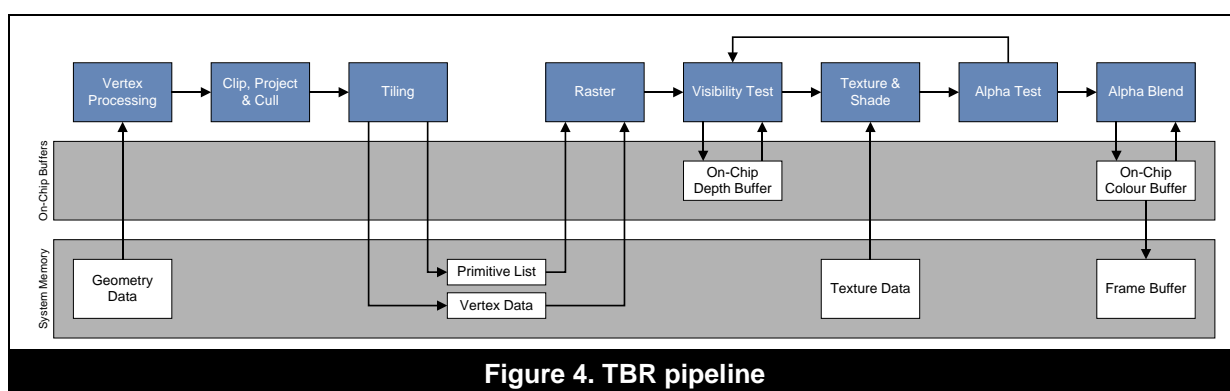 Vertex
Processing
Clip, Project
& Cull
Tiling
Raster
Visibility Test
Texture &
Shade
Alpha Test
Alpha Blend
On-Chip Buffers
On-Chip
Depth Buffer
On-Chip
Colour Buffer
System Memory
Geometry
Data
Primitive List
Vertex Data
Texture Data
Frame Buffer
Figure 4. TBR pipeline